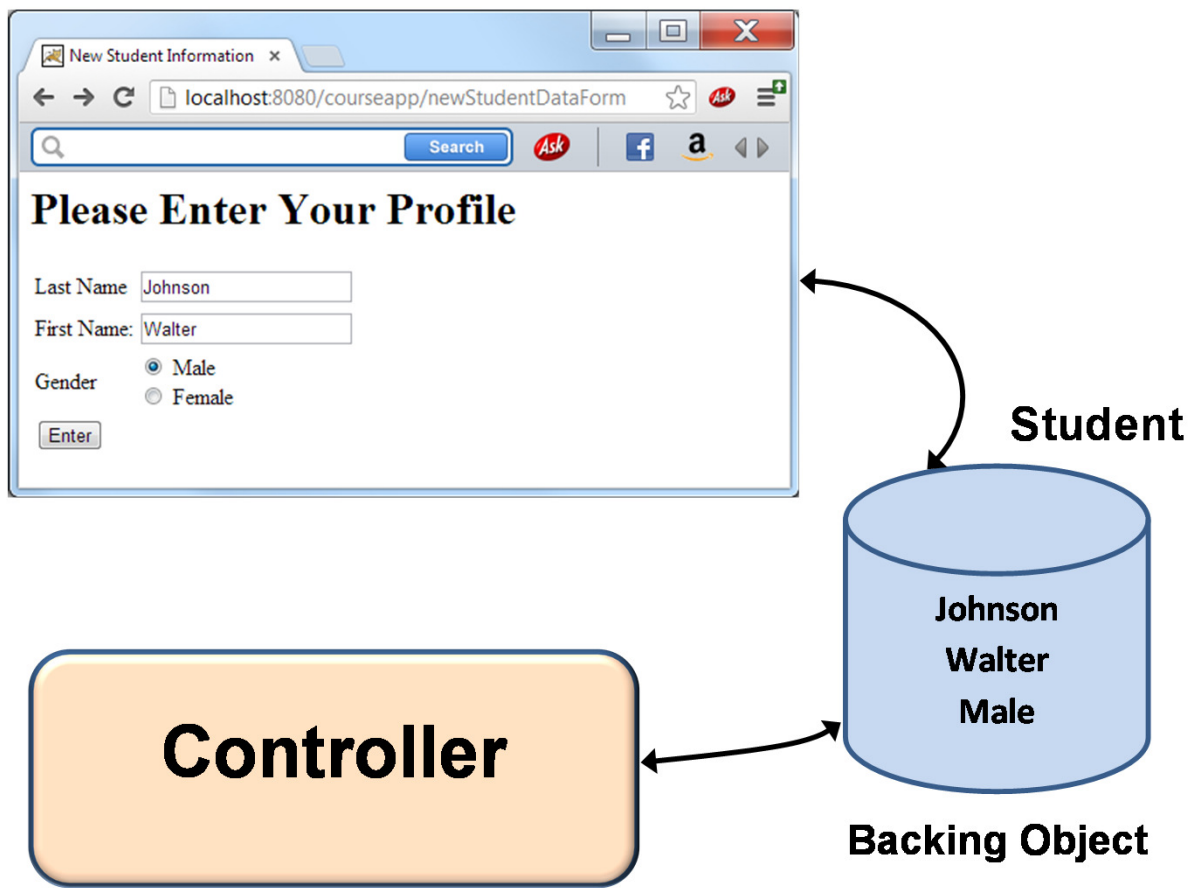 New Student Information ×
localhost:8080/courseapp/newStudentDataForm Ask
Search Ask f a
Please Enter Your Profile
Last Name Johnson
First Name: Walter
Gender Male
Female
Enter
Student
Johnson
Walter
Male
Controller
Backing Object